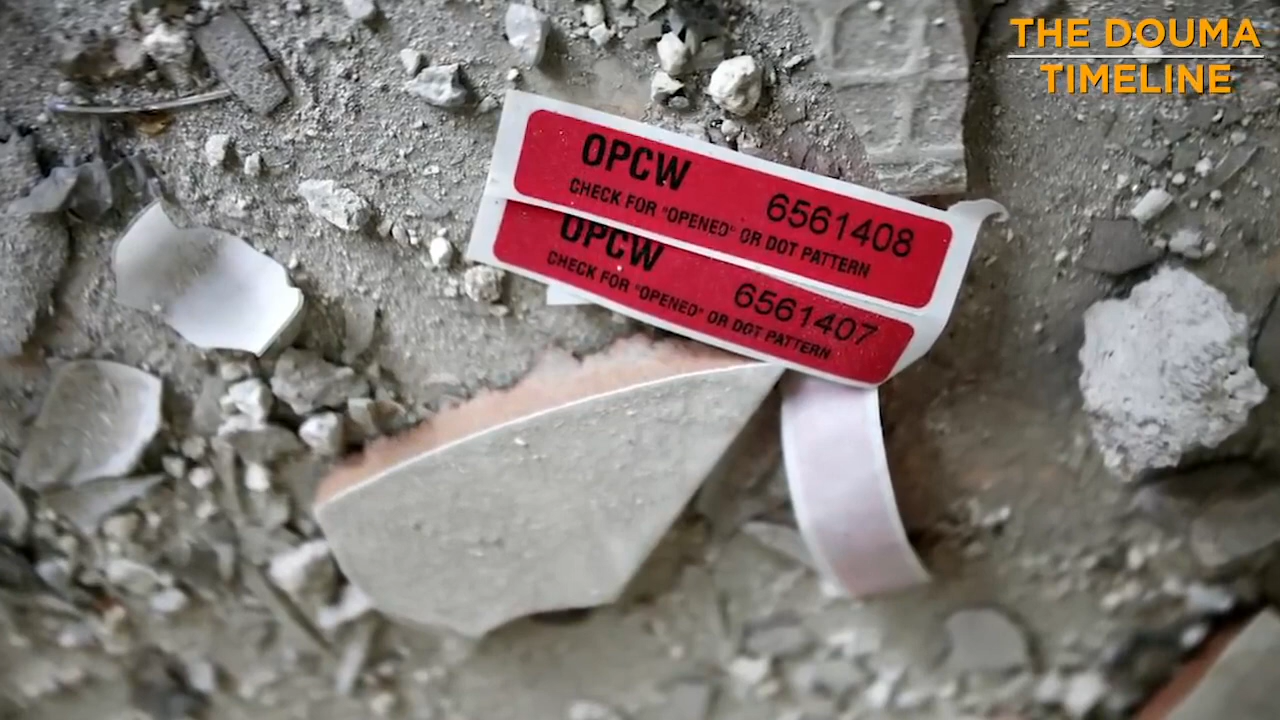 THE DOUMA
TIMELINE
OPCW
CHECK FOR "OPENED" OR DOT PATTERN
6561408
OPCW
CHECK FOR "OPENED" OR DOT PATTERN
6561407